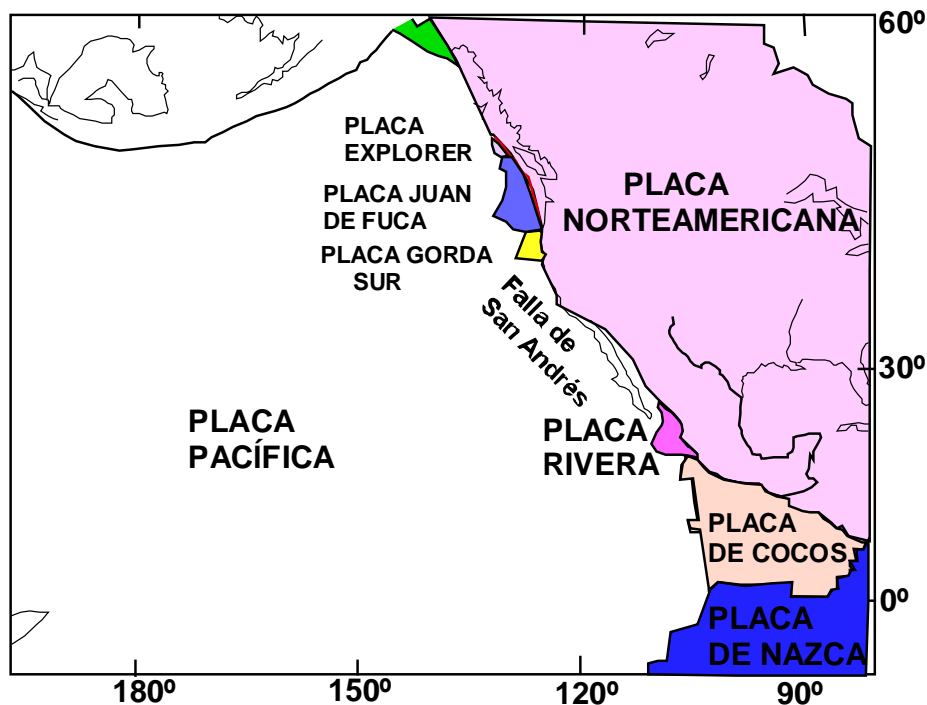 60º
PLACA
EXPLORER
PLACA JUAN
DE FUCA
PLACA GORDA
SUR
PLACA
NORTEAMERICANA
Falla de
San Andrés
30º
PLACA
PACÍFICA
PLACA
RIVERA
PLACA
DE COCOS
0º
PLACA
DE NAZCA
180º
150º
120º
90º